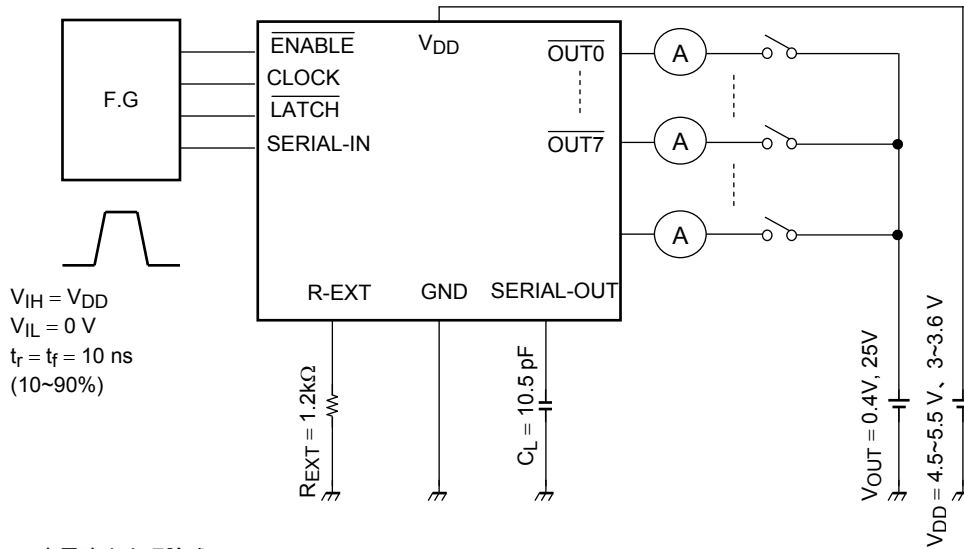 F.G
ENABLE
CLOCK
LATCH
SERIAL-IN
VDD
OUT0
OUT7
A
A
A
R-EXT
GND
SERIAL-OUT
VIH = VDD
VIL = 0 V
tr = tf = 10 ns
(10~90%)
REXT = 1.2kΩ
CL = 10.5 pF
VOUT = 0.4V, 25V
VDD = 4.5~5.5 V、3~3.6 V